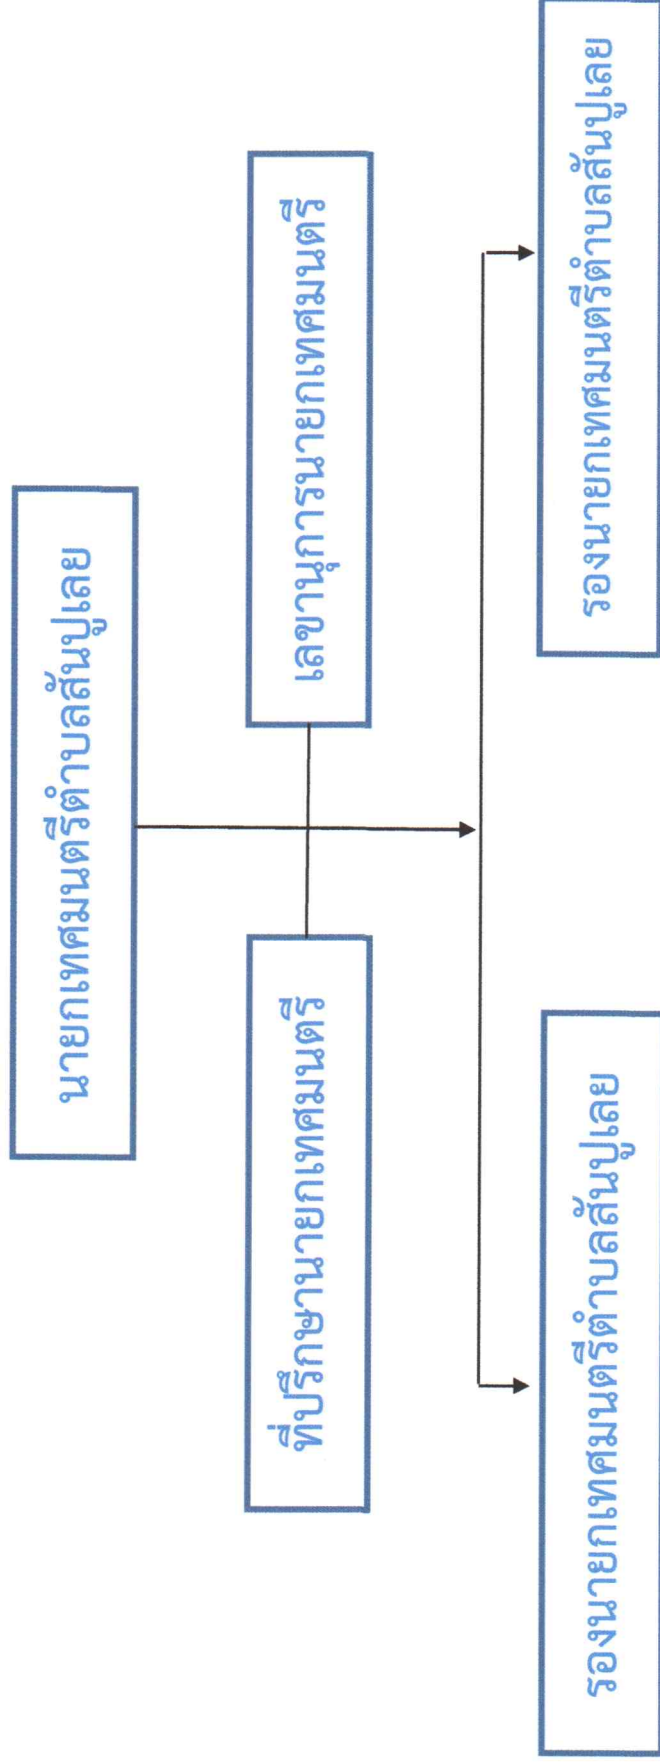 นายกเทศมนตรีตำบลสันปูเลย
ที่ปรึกษานายกเทศมนตรี
เลขานุการนายกเทศมนตรี
รองนายกเทศมนตรีตำบลสันปูเลย
รองนายกเทศมนตรีตำบลสันปูเลย